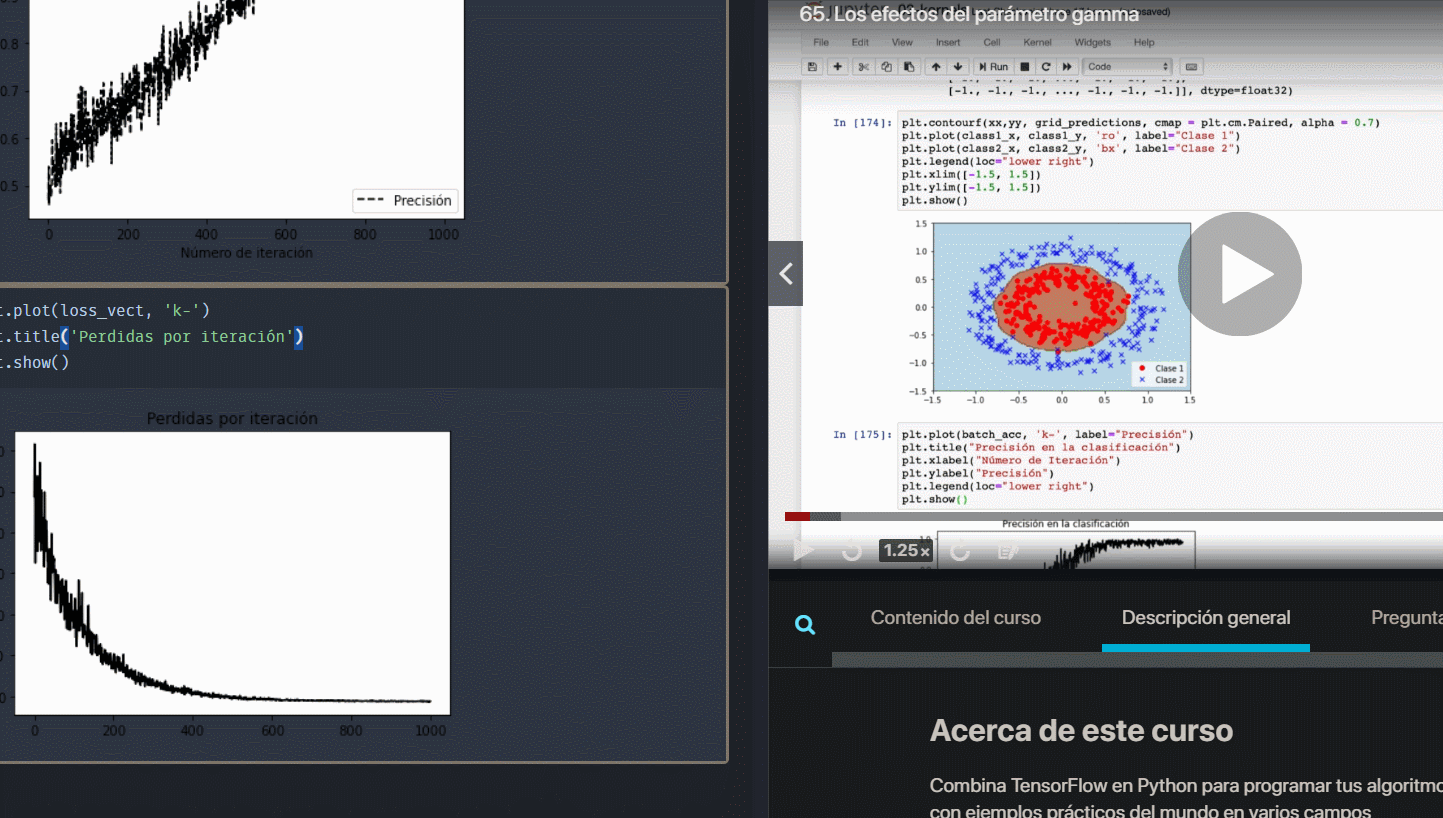 0.8
0.7
0.6
0.5
Precisión
0 200 400 600 800 1000
Número de iteración
.plot(loss_vect, 'k-')
.title('Perdidas por iteración')
.show()
Perdidas por iteración
0 200 400 600 800 1000
65. Los efectos del parámetro gamma
File Edit View Insert Cell Kernel Widgets Help
Run Code
[-1., -1., -1., ..., -1., -1., -1.]], dtype=float32)
In [174]: plt.contourf(xx,yy, grid_predictions, cmap = plt.cm.Paired, alpha = 0.7)
plt.plot(class1_x, class1_y, 'ro', label="Clase 1")
plt.plot(class2_x, class2_y, 'bx', label="Clase 2")
plt.legend(loc="lower right")
plt.xlim([-1.5, 1.5])
plt.ylim([-1.5, 1.5])
plt.show()
1.5
1.0
0.5
0.0
−0.5
−1.0
−1.5
Clase 1
Clase 2
−1.5 −1.0 −0.5 0.0 0.5 1.0 1.5
In [175]: plt.plot(batch_acc, 'k-', label="Precisión")
plt.title("Precisión en la clasificación")
plt.xlabel("Número de Iteración")
plt.ylabel("Precisión")
plt.legend(loc="lower right")
plt.show()
Precisión en la clasificación
1.25x
Contenido del curso
Descripción general
Pregunta
Acerca de este curso
Combina TensorFlow en Python para programar tus algoritmo
con ejemplos prácticos del mundo en varios campos